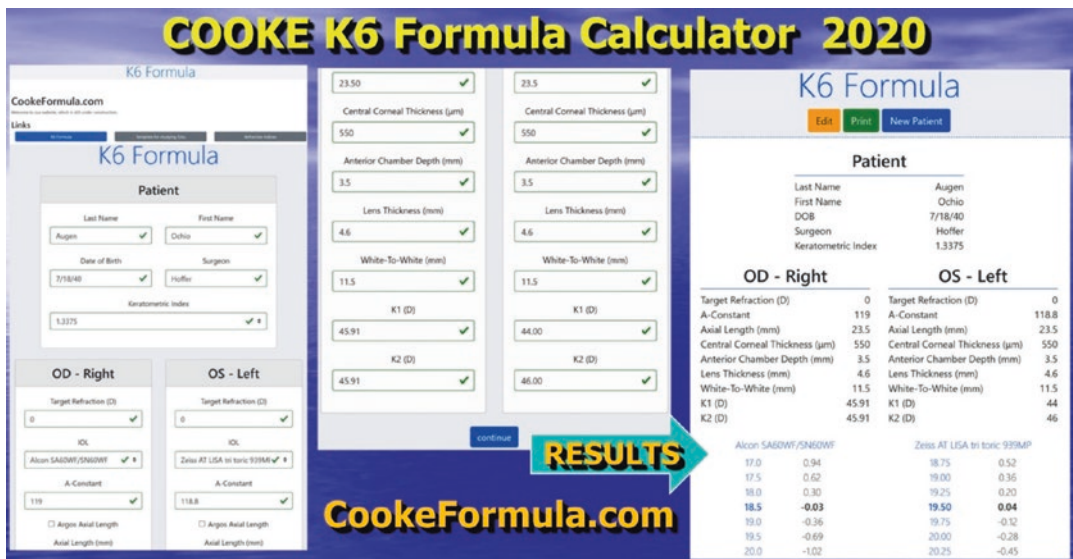 COOKE K6 Formula Calculator 2020
K6 Formula
CookeFormula.com
Links
K6 Formula
Patient
Last Name First Name
Augen Ochio
Date of Birth Surgeon
7/18/40 Hoffer
Keratometric Index
1.3375
OD - Right OS - Left
Target Refraction (D) Target Refraction (D)
0 0
IOL IOL
Alcon SA60WF/SN60WF Zeiss AT LISA tri toric 939MP
A-Constant A-Constant
119 118.8
Argos Axial Length Argos Axial Length
Axial Length (mm) Axial Length (mm)
23.50 23.5
Central Corneal Thickness (μm) Central Corneal Thickness (μm)
550 550
Anterior Chamber Depth (mm) Anterior Chamber Depth (mm)
3.5 3.5
Lens Thickness (mm) Lens Thickness (mm)
4.6 4.6
White-To-White (mm) White-To-White (mm)
11.5 11.5
K1 (D) K1 (D)
45.91 44.00
K2 (D) K2 (D)
45.91 46.00
continue
RESULTS
CookeFormula.com
K6 Formula
Edit Print New Patient
Patient
Last Name Augen
First Name Ochio
DOB 7/18/40
Surgeon Hoffer
Keratometric Index 1.3375
OD - Right OS - Left
Target Refraction (D) 0 Target Refraction (D) 0
A-Constant 119 A-Constant 118.8
Axial Length (mm) 23.5 Axial Length (mm) 23.5
Central Corneal Thickness (μm) 550 Central Corneal Thickness (μm) 550
Anterior Chamber Depth (mm) 3.5 Anterior Chamber Depth (mm) 3.5
Lens Thickness (mm) 4.6 Lens Thickness (mm) 4.6
White-To-White (mm) 11.5 White-To-White (mm) 11.5
K1 (D) 45.91 K1 (D) 44
K2 (D) 45.91 K2 (D) 46
Alcon SA60WF/SN60WF Zeiss AT LISA tri toric 939MP
17.0 0.94 18.75 0.52
17.5 0.62 19.00 0.36
18.0 0.30 19.25 0.20
18.5 -0.03 19.50 0.04
19.0 -0.36 19.75 -0.12
19.5 -0.69 20.00 -0.28
20.0 -1.02 20.25 -0.45